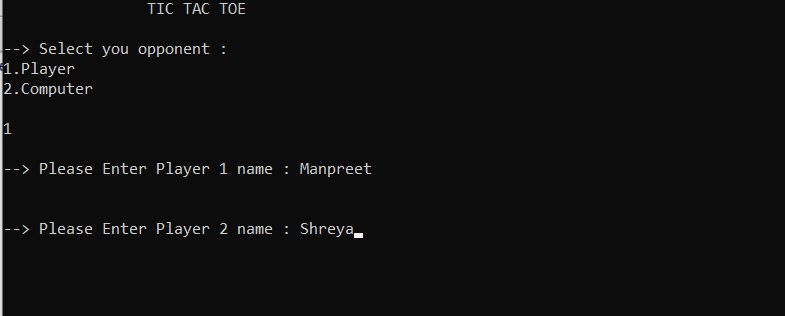 TIC TAC TOE
--> Select you opponent :
1.Player
2.Computer
1
--> Please Enter Player 1 name : Manpreet
--> Please Enter Player 2 name : Shreya